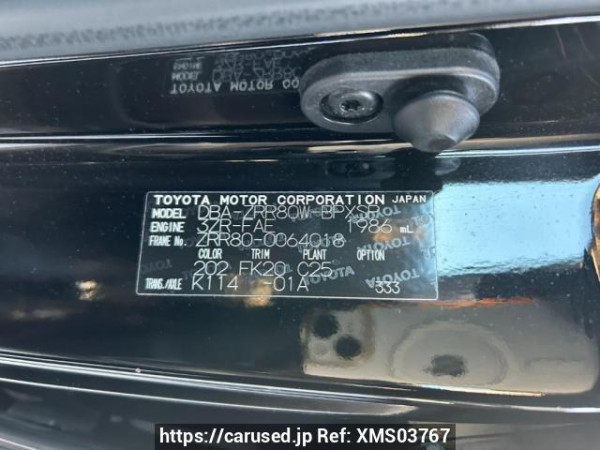 TOYOTA MOTOR CORPORATION JAPAN
MODEL DBA-ZRR80W-BPXSP
ENGINE 3ZR-FAE 1986 mL
FRAME No. ZRR80-0064018
COLOR TRIM PLANT OPTION
202 FK20 C25
TRANS./AXLE K114 -01A 333
https://carused.jp Ref: XMS03767